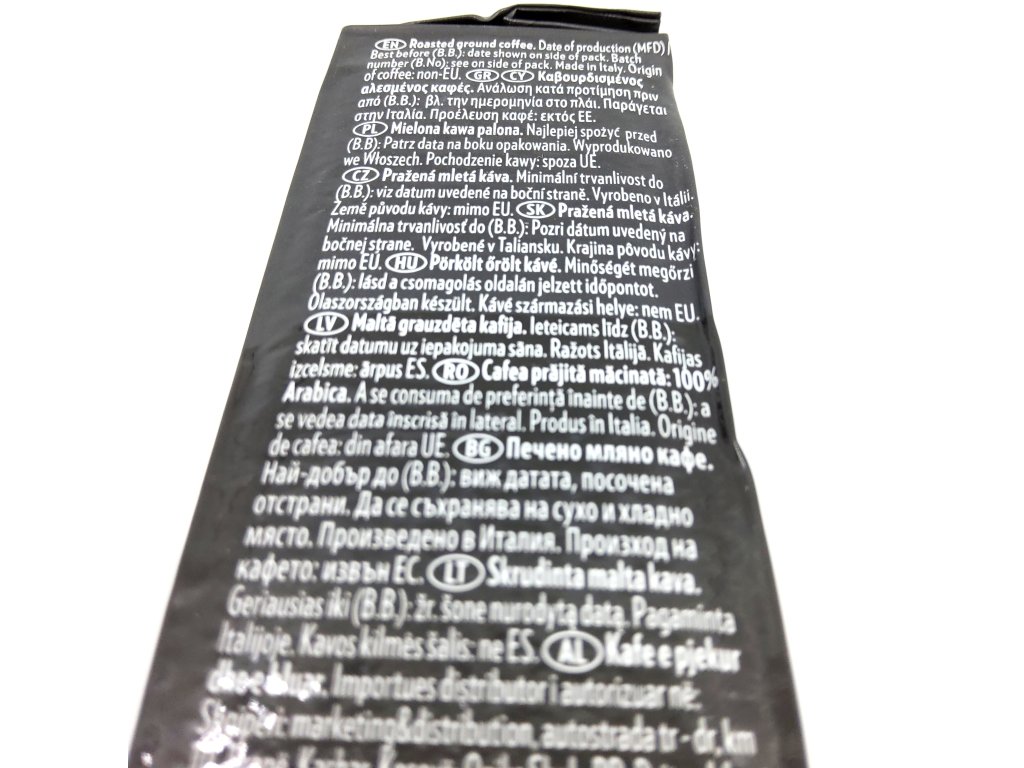 EN Roasted ground coffee. Date of production (MFD) /
Best before (B.B.): date shown on side of pack. Batch
number (B.No): see on side of pack. Made in Italy. Origin
of coffee: non-EU. GR CY Καβουρδισμένος
αλεσμένος καφές. Ανάλωση κατά προτίμηση πριν
από (B.B.): βλ. την ημερομηνία στο πλάι. Παράγεται
στην Ιταλία. Προέλευση καφέ: εκτός ΕΕ.
PL Mielona kawa palona. Najlepiej spożyć przed
(B.B): Patrz data na boku opakowania. Wyprodukowano
we Włoszech. Pochodzenie kawy: spoza UE.
CZ Pražená mletá káva. Minimální trvanlivost do
(B.B.): viz datum uvedené na boční straně. Vyrobeno v Itálii.
Země původu kávy: mimo EU. SK Pražená mletá káva.
Minimálna trvanlivosť do (B.B.): Pozri dátum uvedený na
bočnej strane. Vyrobené v Taliansku. Krajina pôvodu kávy:
mimo EÚ. HU Pörkölt őrölt kávé. Minőségét megőrzi
(B.B.): lásd a csomagolás oldalán jelzett időpontot.
Olaszországban készült. Kávé származási helye: nem EU.
LV Maltā grauzdēta kafija. Ieteicams līdz (B.B.):
skatīt datumu uz iepakojuma sāna. Ražots Itālijā. Kafijas
izcelsme: ārpus ES. RO Cafea prăjită măcinată: 100%
Arabica. A se consuma de preferinţă înainte de (B.B.): a
se vedea data înscrisă în lateral. Produs în Italia. Origine
de cafea: din afara UE. BG Печено мляно кафе.
Най-добър до (B.B.): виж датата, посочена
отстрани. Да се съхранява на сухо и хладно
място. Произведено в Италия. Произход на
кафето: извън ЕС. LT Skrudinta malta kava.
Geriausias iki (B.B.): žr. šone nurodytą datą. Pagaminta
Italijoje. Kavos kilmės šalis: ne ES. AL Kafe e pjekur
dhe e bluar. Importues distributor i autorizuar në
marketing&distribution, autostrada tr - dr, km